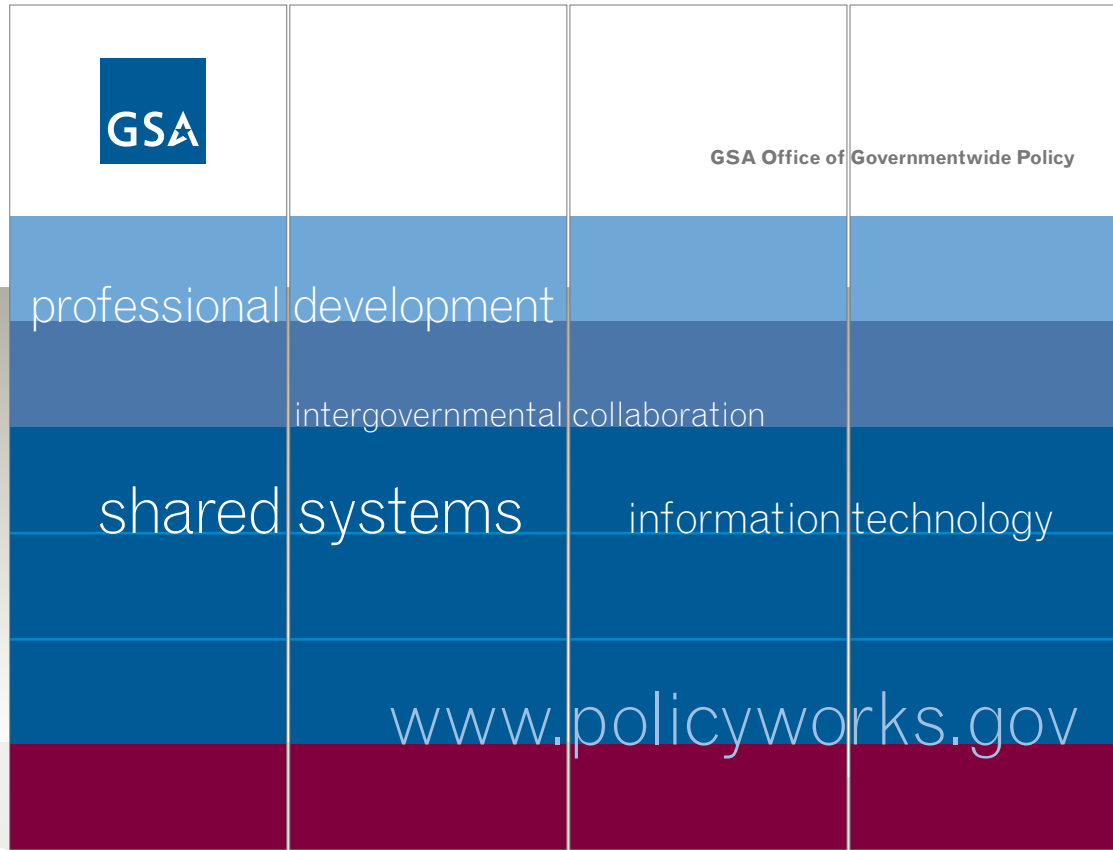 GSA
GSA Office of Governmentwide Policy
professional development
intergovernmental collaboration
shared systems
information technology
www.policyworks.gov